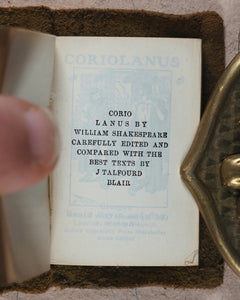 CORIOLANUS
CORIO
LANUS BY
WILLIAM SHAKESPEARE
CAREFULLY EDITED AND
COMPARED WITH THE
BEST TEXTS BY
J TALFOURD
BLAIR